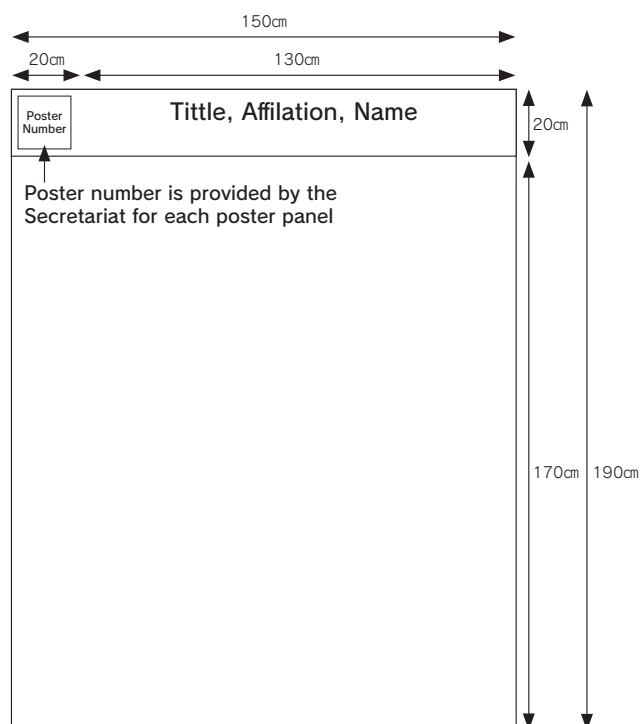 150㎝
20㎝
130㎝
Poster
Number
Tittle, Affilation, Name
20㎝
Poster number is provided by the
Secretariat for each poster panel
170㎝
190㎝